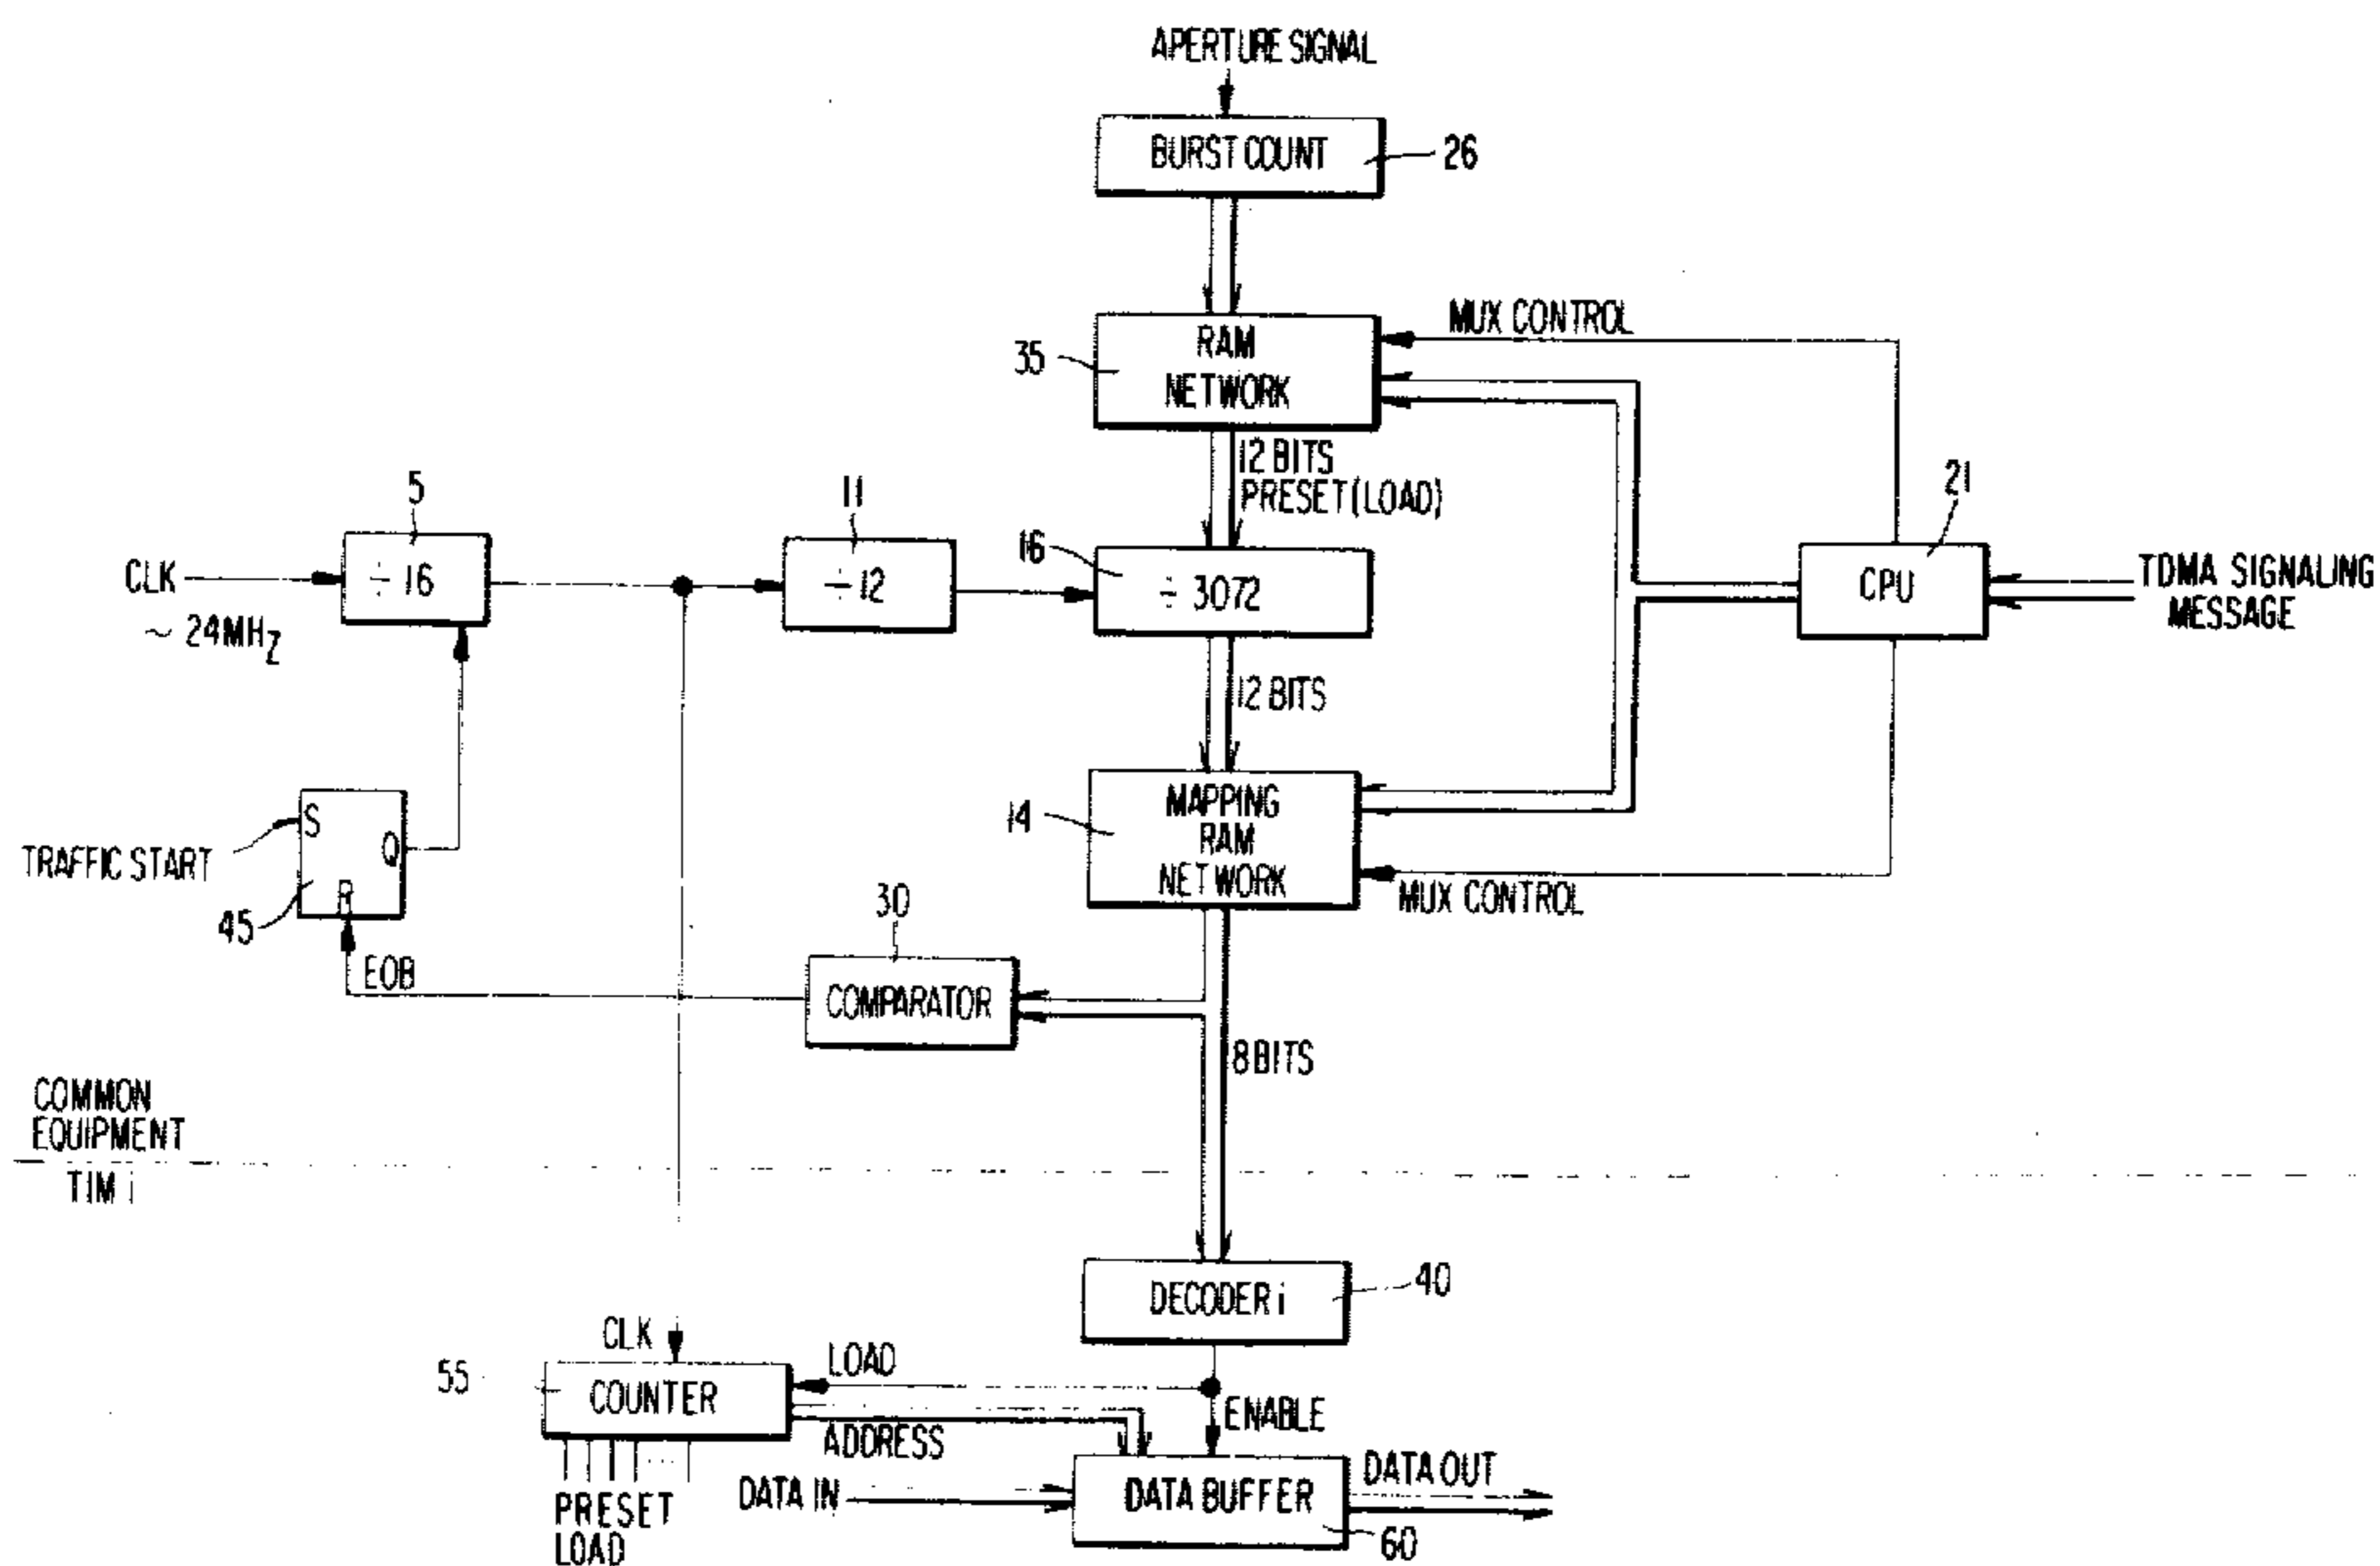 APERTURE SIGNAL
BURST COUNT
26
RAM
NETWORK
35
MUX CONTROL
12 BITS
PRESET (LOAD)
5
11
16
21
CLK
÷ 16
÷ 12
÷ 3072
CPU
TDMA SIGNALING
MESSAGE
~ 24MHZ
12 BITS
S
Q
R
TRAFFIC START
45
MAPPING
RAM
NETWORK
14
MUX CONTROL
30
EOB
COMPARATOR
8 BITS
COMMON
EQUIPMENT
TIM i
DECODER i
40
CLK
LOAD
55
COUNTER
ENABLE
ADDRESS
DATA IN
DATA BUFFER
DATA OUT
PRESET
LOAD
60